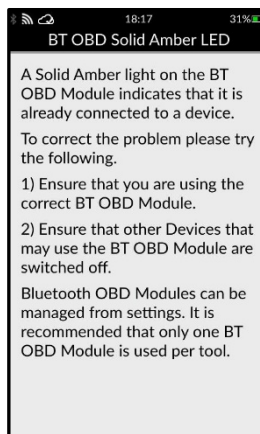 18:17
31%
BT OBD Solid Amber LED
A Solid Amber light on the BT
OBD Module indicates that it is
already connected to a device.
To correct the problem please try
the following.
1) Ensure that you are using the
correct BT OBD Module.
2) Ensure that other Devices that
may use the BT OBD Module are
switched off.
Bluetooth OBD Modules can be
managed from settings. It is
recommended that only one BT
OBD Module is used per tool.